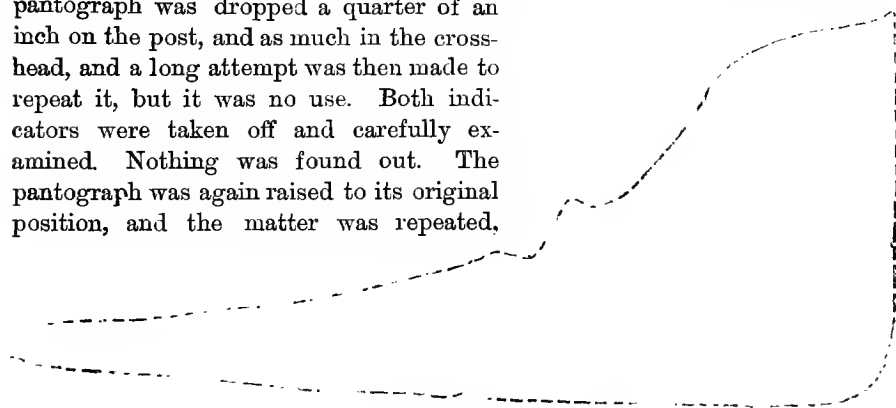 pantograph was dropped a quarter of an
inch on the post, and as much in the cross-
head, and a long attempt was then made to
repeat it, but it was no use. Both indi-
cators were taken off and carefully ex-
amined. Nothing was found out. The
pantograph was again raised to its original
position, and the matter was repeated,